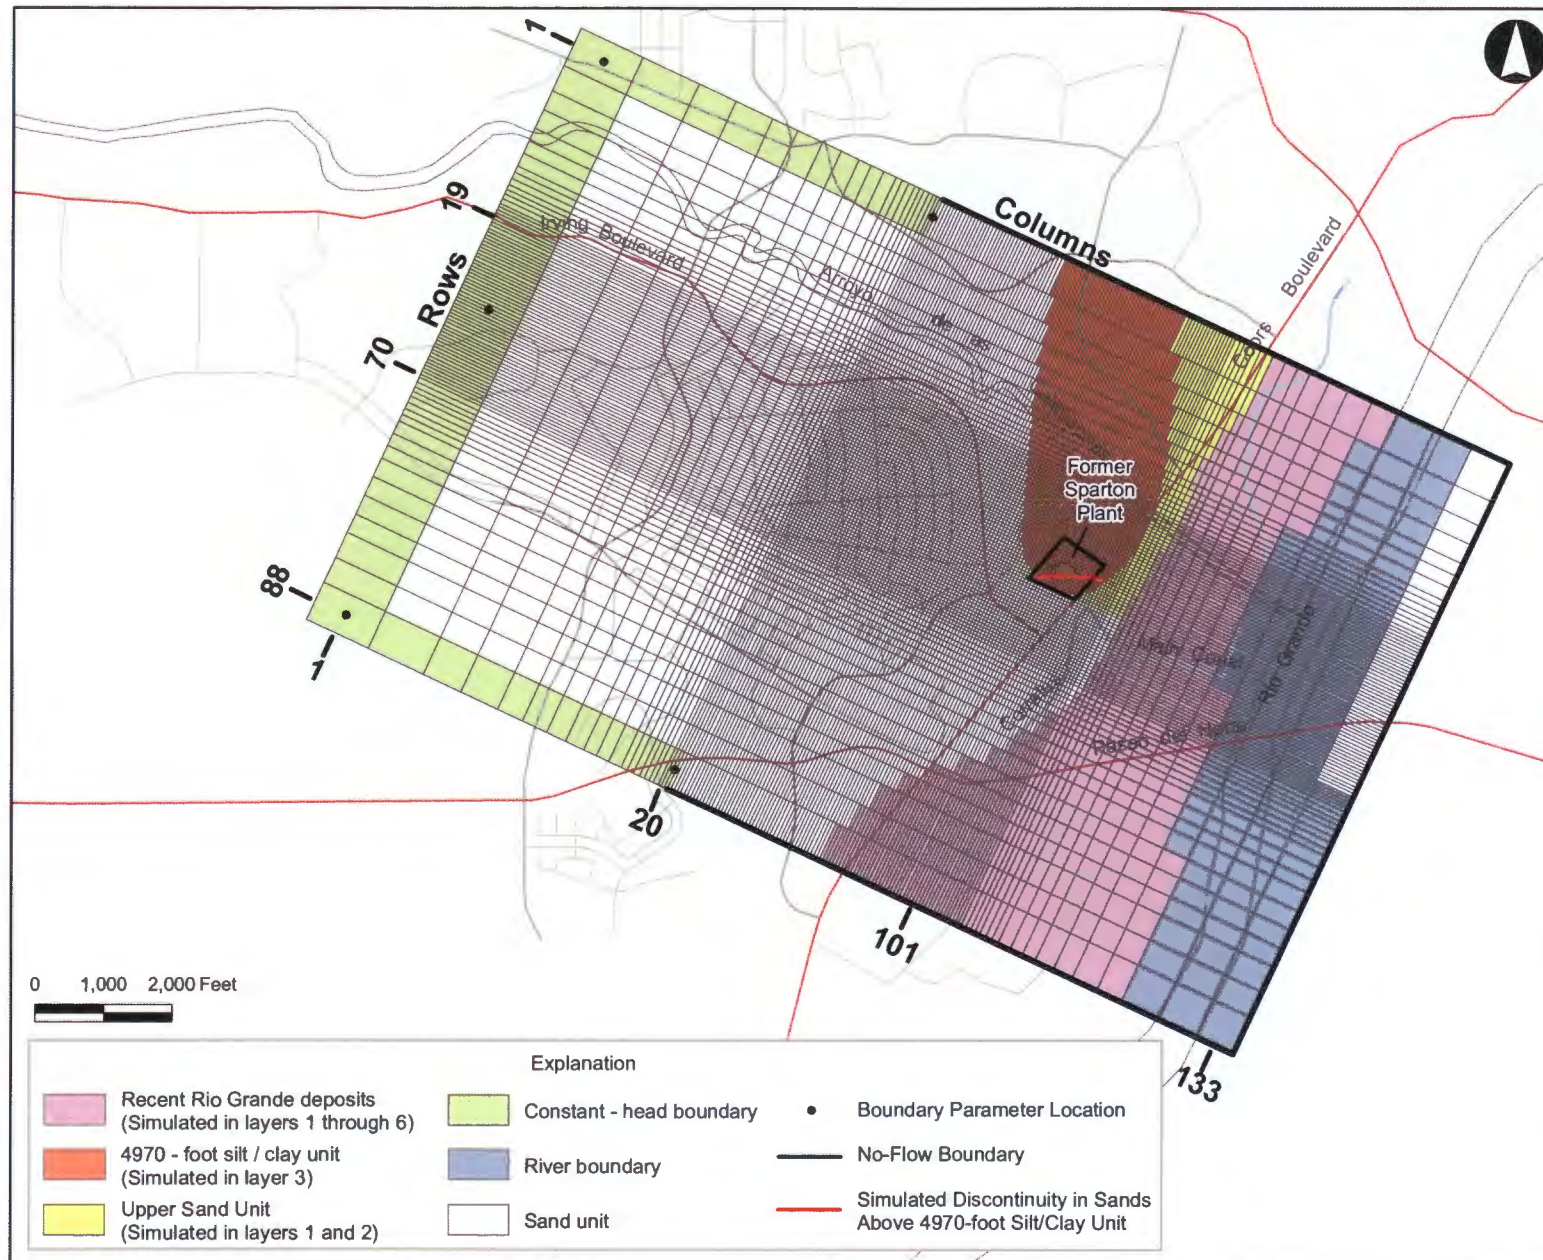 1
Columns
19
Rows
70
88
1
20
101
133
Irving Boulevard
Arroyo
de las
Coors
Boulevard
Former
Sparton
Plant
Corrales
Main Canal
Rio Grande
Paseo del Norte
0 1,000 2,000 Feet
Explanation
Recent Rio Grande deposits
(Simulated in layers 1 through 6)
4970 - foot silt / clay unit
(Simulated in layer 3)
Upper Sand Unit
(Simulated in layers 1 and 2)
Constant - head boundary
River boundary
Sand unit
Boundary Parameter Location
No-Flow Boundary
Simulated Discontinuity in Sands
Above 4970-foot Silt/Clay Unit